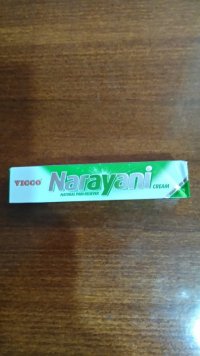 VICCO Narayani CREAM
NATURAL PAIN RELIEVER